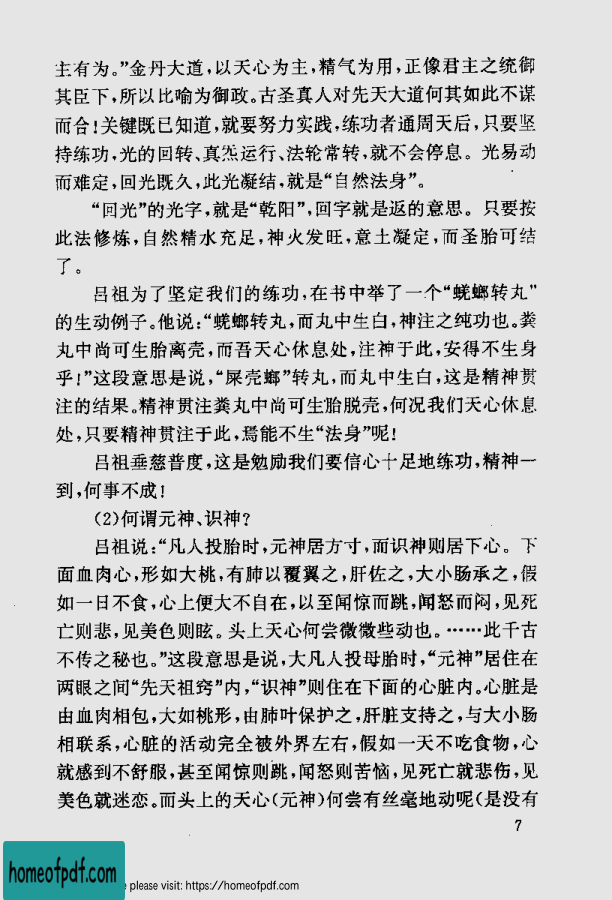 主有为。”金丹大道,以天心为主,精气为用,正像君主之统御
其臣下,所以比喻为御政。古圣真人对先天大道何其如此不谋
而合!关键既已知道,就要努力实践,练功者通周天后,只要坚
持练功,光的回转、真炁运行、法轮常转,就不会停息。光易动
而难定,回光既久,此光凝结,就是“自然法身”。
“回光”的光字,就是“乾阳”,回字就是返的意思。只要按
此法修炼,自然精水充足,神火发旺,意土凝定,而圣胎可结
了。
吕祖为了坚定我们的练功,在书中举了一个“蜣螂转丸”
的生动例子。他说:“蜣螂转丸,而丸中生白,神注之纯功也。粪
丸中尚可生胎离壳,而吾天心休息处,注神于此,安得不生身
乎!”这段意思是说,“屎壳螂”转丸,而丸中生白,这是精神贯
注的结果。精神贯注粪丸中尚可生胎脱壳,何况我们天心休息
处,只要精神贯注于此,焉能不生“法身”呢!
吕祖垂慈普度,这是勉励我们要信心十足地练功,精神一
到,何事不成!
(2)何谓元神、识神?
吕祖说:“凡人投胎时,元神居方寸,而识神则居下心。下
面血肉心,形如大桃,有肺以覆翼之,肝佐之,大小肠承之,假
如一日不食,心上便大不自在,以至闻惊而跳,闻怒而闷,见死
亡则悲,见美色则眩。头上天心何尝微微些动也。……此千古
不传之秘也。”这段意思是说,大凡人投母胎时,“元神”居住在
两眼之间“先天祖窍”内,“识神”则住在下面的心脏内。心脏是
由血肉相包,大如桃形,由肺叶保护之,肝脏支持之,与大小肠
相联系,心脏的活动完全被外界左右,假如一天不吃食物,心
就感到不舒服,甚至闻惊则跳,闻怒则苦恼,见死亡就悲伤,见
美色就迷恋。而头上的天心(元神)何尝有丝毫地动呢(是没有
7
homeofpdf.com
e please visit: https://homeofpdf.com